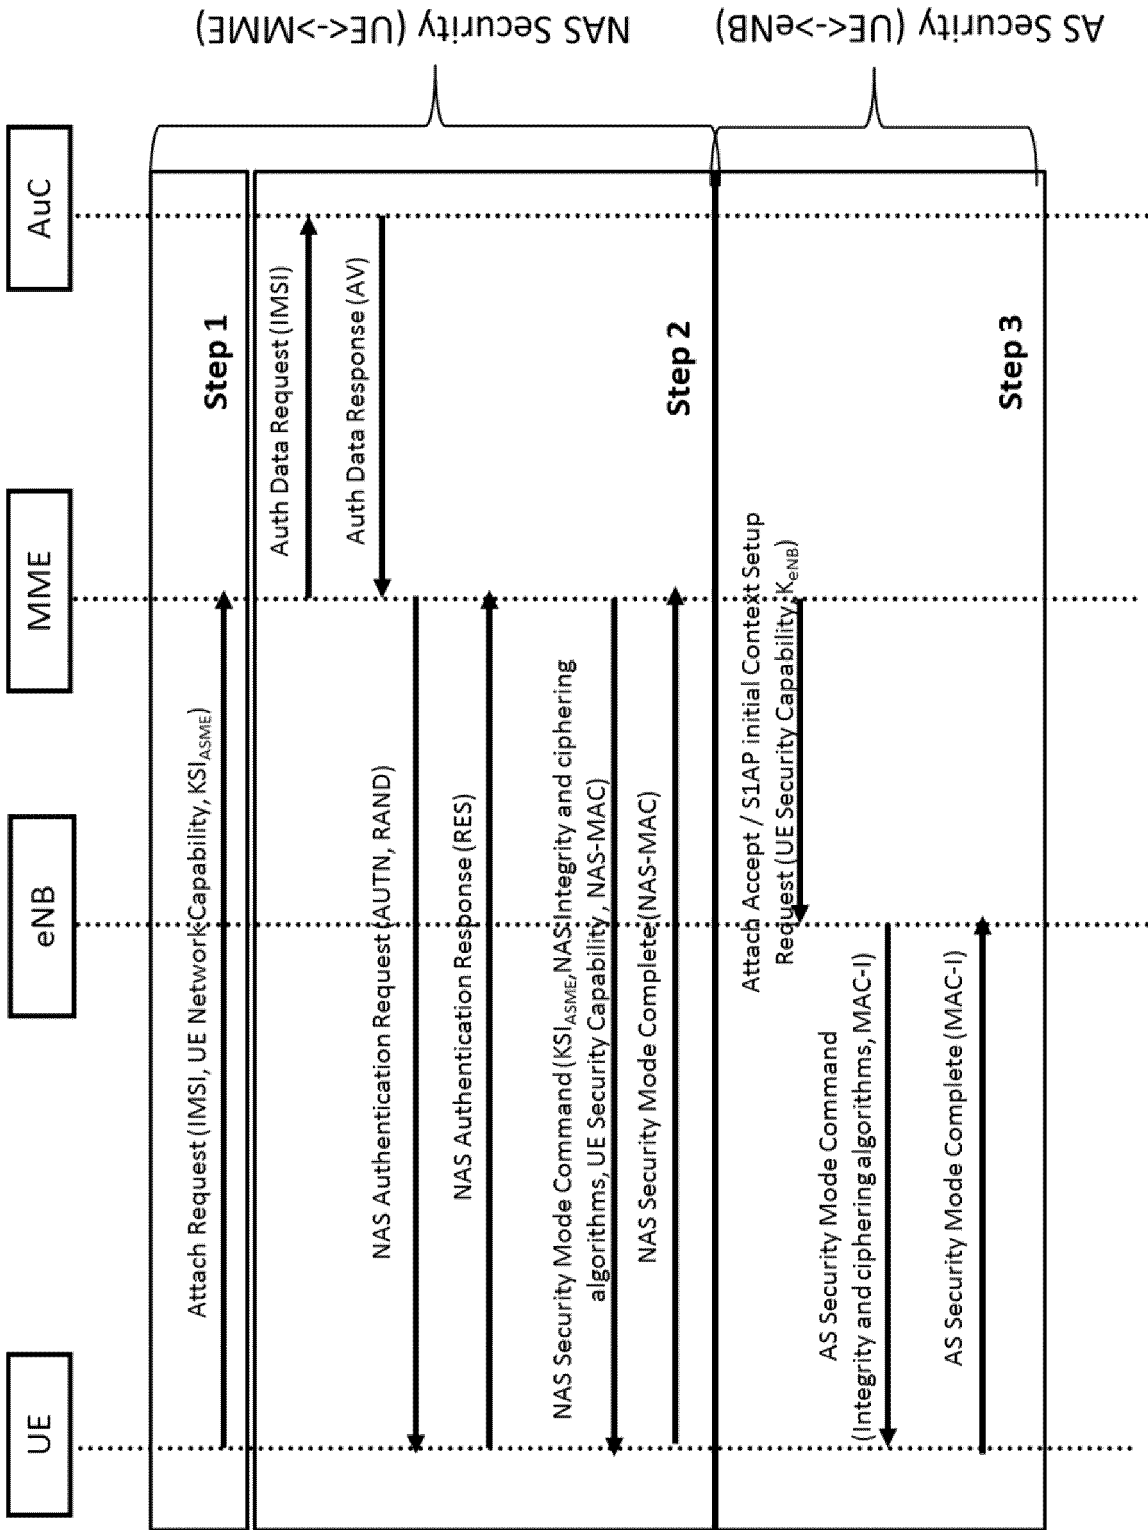 UE
eNB
MME
AuC
Attach Request (IMSI, UE Network Capability, KSIASME)
Step 1
Auth Data Request (IMSI)
Auth Data Response (AV)
NAS Authentication Request (AUTN, RAND)
NAS Authentication Response (RES)
NAS Security Mode Command (KSIASME, NAS Integrity and ciphering
algorithms, UE Security Capability, NAS-MAC)
NAS Security Mode Complete (NAS-MAC)
Step 2
Attach Accept / S1AP initial Context Setup
Request (UE Security Capability, KeNB)
AS Security Mode Command
(Integrity and ciphering algorithms, MAC-I)
AS Security Mode Complete (MAC-I)
Step 3
NAS Security (UE<->MME)
AS Security (UE<->eNB)